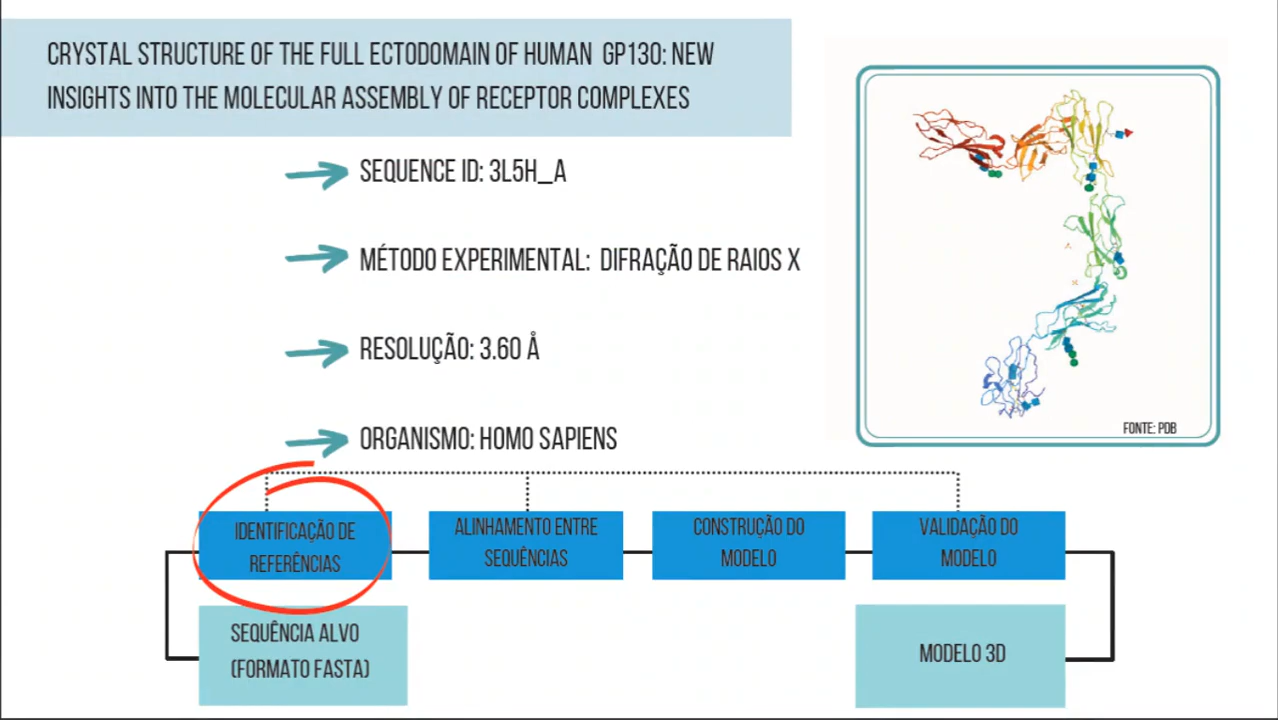 CRYSTAL STRUCTURE OF THE FULL ECTODOMAIN OF HUMAN GP130: NEW
INSIGHTS INTO THE MOLECULAR ASSEMBLY OF RECEPTOR COMPLEXES
SEQUENCE ID: 3L5H_A
MÉTODO EXPERIMENTAL: DIFRAÇÃO DE RAIOS X
RESOLUÇÃO: 3.60 Å
ORGANISMO: HOMO SAPIENS
FONTE: PDB
IDENTIFICAÇÃO DE
REFERÊNCIAS
ALINHAMENTO ENTRE
SEQUÊNCIAS
CONSTRUÇÃO DO
MODELO
VALIDAÇÃO DO
MODELO
SEQUÊNCIA ALVO
(FORMATO FASTA)
MODELO 3D